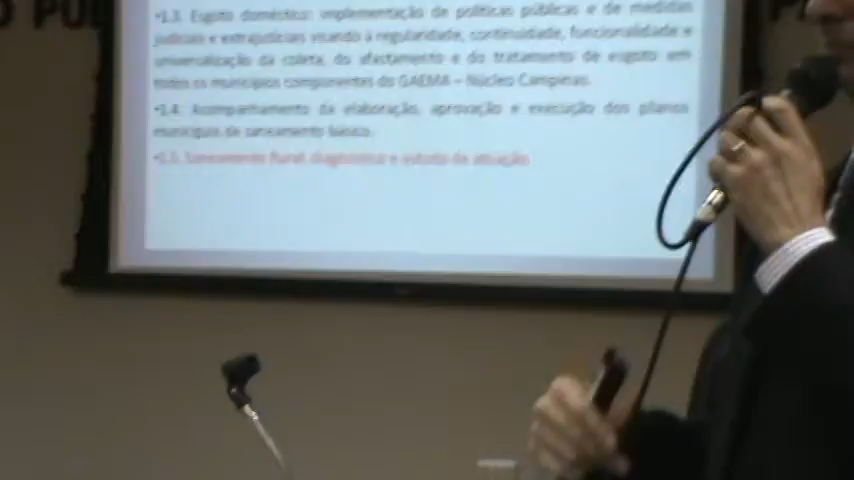 O PÚ
•1.3. Esgoto doméstico: implementação de políticas públicas e de medidas
judiciais e extrajudiciais visando à regularidade, continuidade, funcionalidade e
universalização da coleta, do afastamento e do tratamento de esgoto em
todos os municípios componentes do GAEMA – Núcleo Campinas.
•1.4. Acompanhamento da elaboração, aprovação e execução dos planos
municipais de saneamento básico.
•1.5. Saneamento Rural: diagnóstico e estudo de atuação